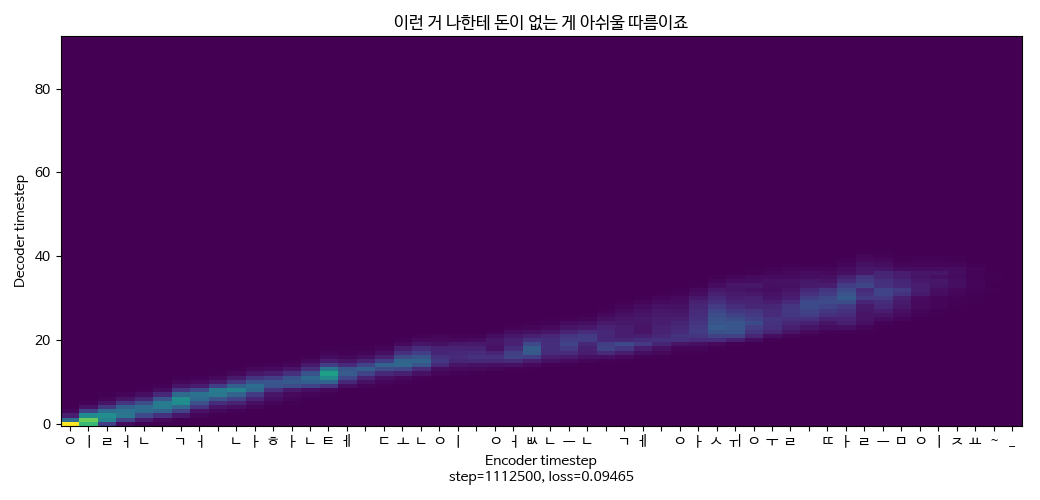 이런 거 나한테 돈이 없는 게 아쉬울 따름이죠
Decoder timestep
80
60
40
20
0
ㅇ ㅣ ㄹ ㅓ ㄴ ㄱ ㅓ ㄴ ㅏ ㅎ ㅏ ㄴ ㅌ ㅔ ㄷ ㅗ ㄴ ㅇ ㅣ ㅇ ㅓ ㅄ ㄴ ㅡ ㄴ ㄱ ㅔ ㅇ ㅏ ㅅ ㅟ ㅇ ㅜ ㄹ ㄸ ㅏ ㄹ ㅡ ㅁ ㅇ ㅣ ㅈ ㅛ ~ _
Encoder timestep
step=1112500, loss=0.09465